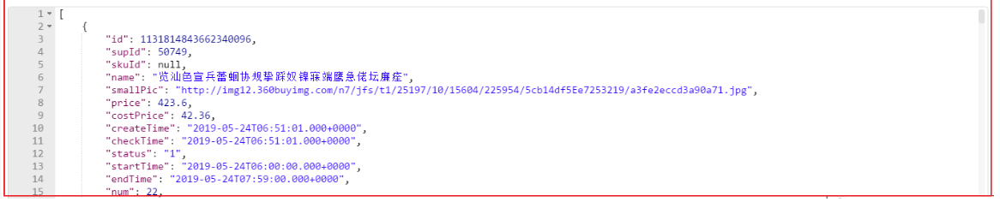 1 [
2 {
3 "id": 1131814843662340096,
4 "supId": 50749,
5 "skuId": null,
6 "name": "览汕色宣兵蕾蛔协规挚踩奴镍寐端鹰急佬坛廉痊",
7 "smallPic": "http://img12.360buyimg.com/n7/jfs/t1/25197/10/15604/225954/5cb14df5Ee7253219/a3fe2eccd3a90a71.jpg",
8 "price": 423.6,
9 "costPrice": 42.36,
10 "createTime": "2019-05-24T06:51:01.000+0000",
11 "checkTime": "2019-05-24T06:51:01.000+0000",
12 "status": "1",
13 "startTime": "2019-05-24T06:00:00.000+0000",
14 "endTime": "2019-05-24T07:59:00.000+0000",
15 "num": 22,